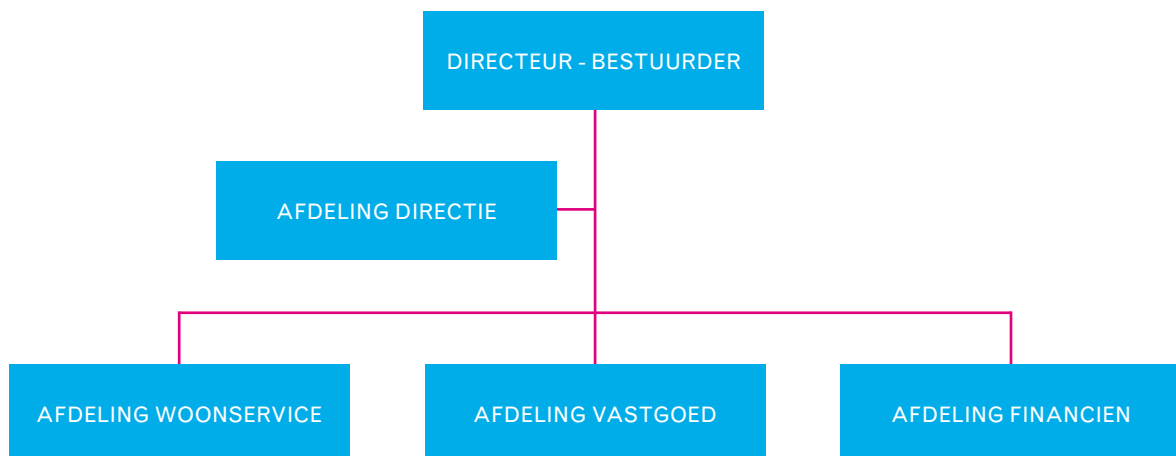 DIRECTEUR - BESTUURDER
AFDELING DIRECTIE
AFDELING WOONSERVICE
AFDELING VASTGOED
AFDELING FINANCIEN